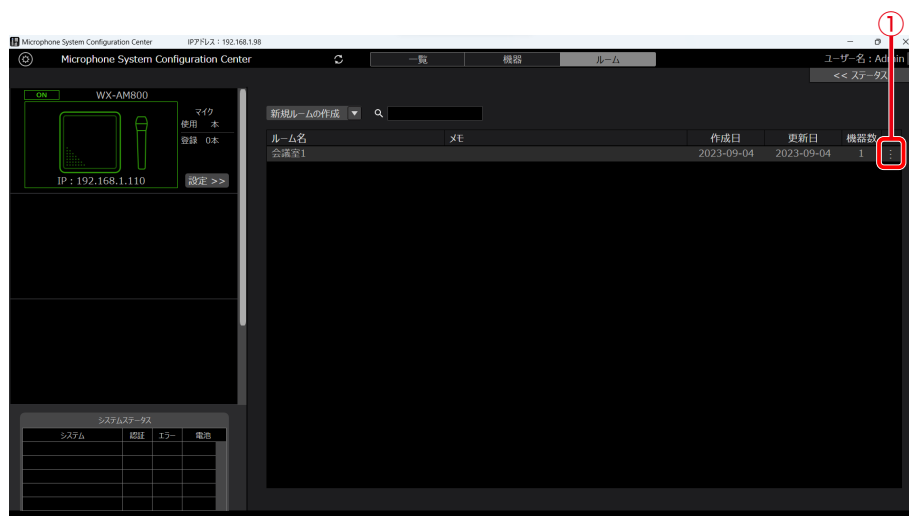 ①
Microphone System Configuration Center IPアドレス：192.168.1.98
Microphone System Configuration Center 一覧 機器 ルーム ユーザー名：Admin
<< ステータス
ON WX-AM800
マイク
使用 本
登録 0本
IP：192.168.1.110 設定 >>
新規ルームの作成
ルーム名 メモ 作成日 更新日 機器数
会議室1 2023-09-04 2023-09-04 1
システムステータス
システム 認証 エラー 電池